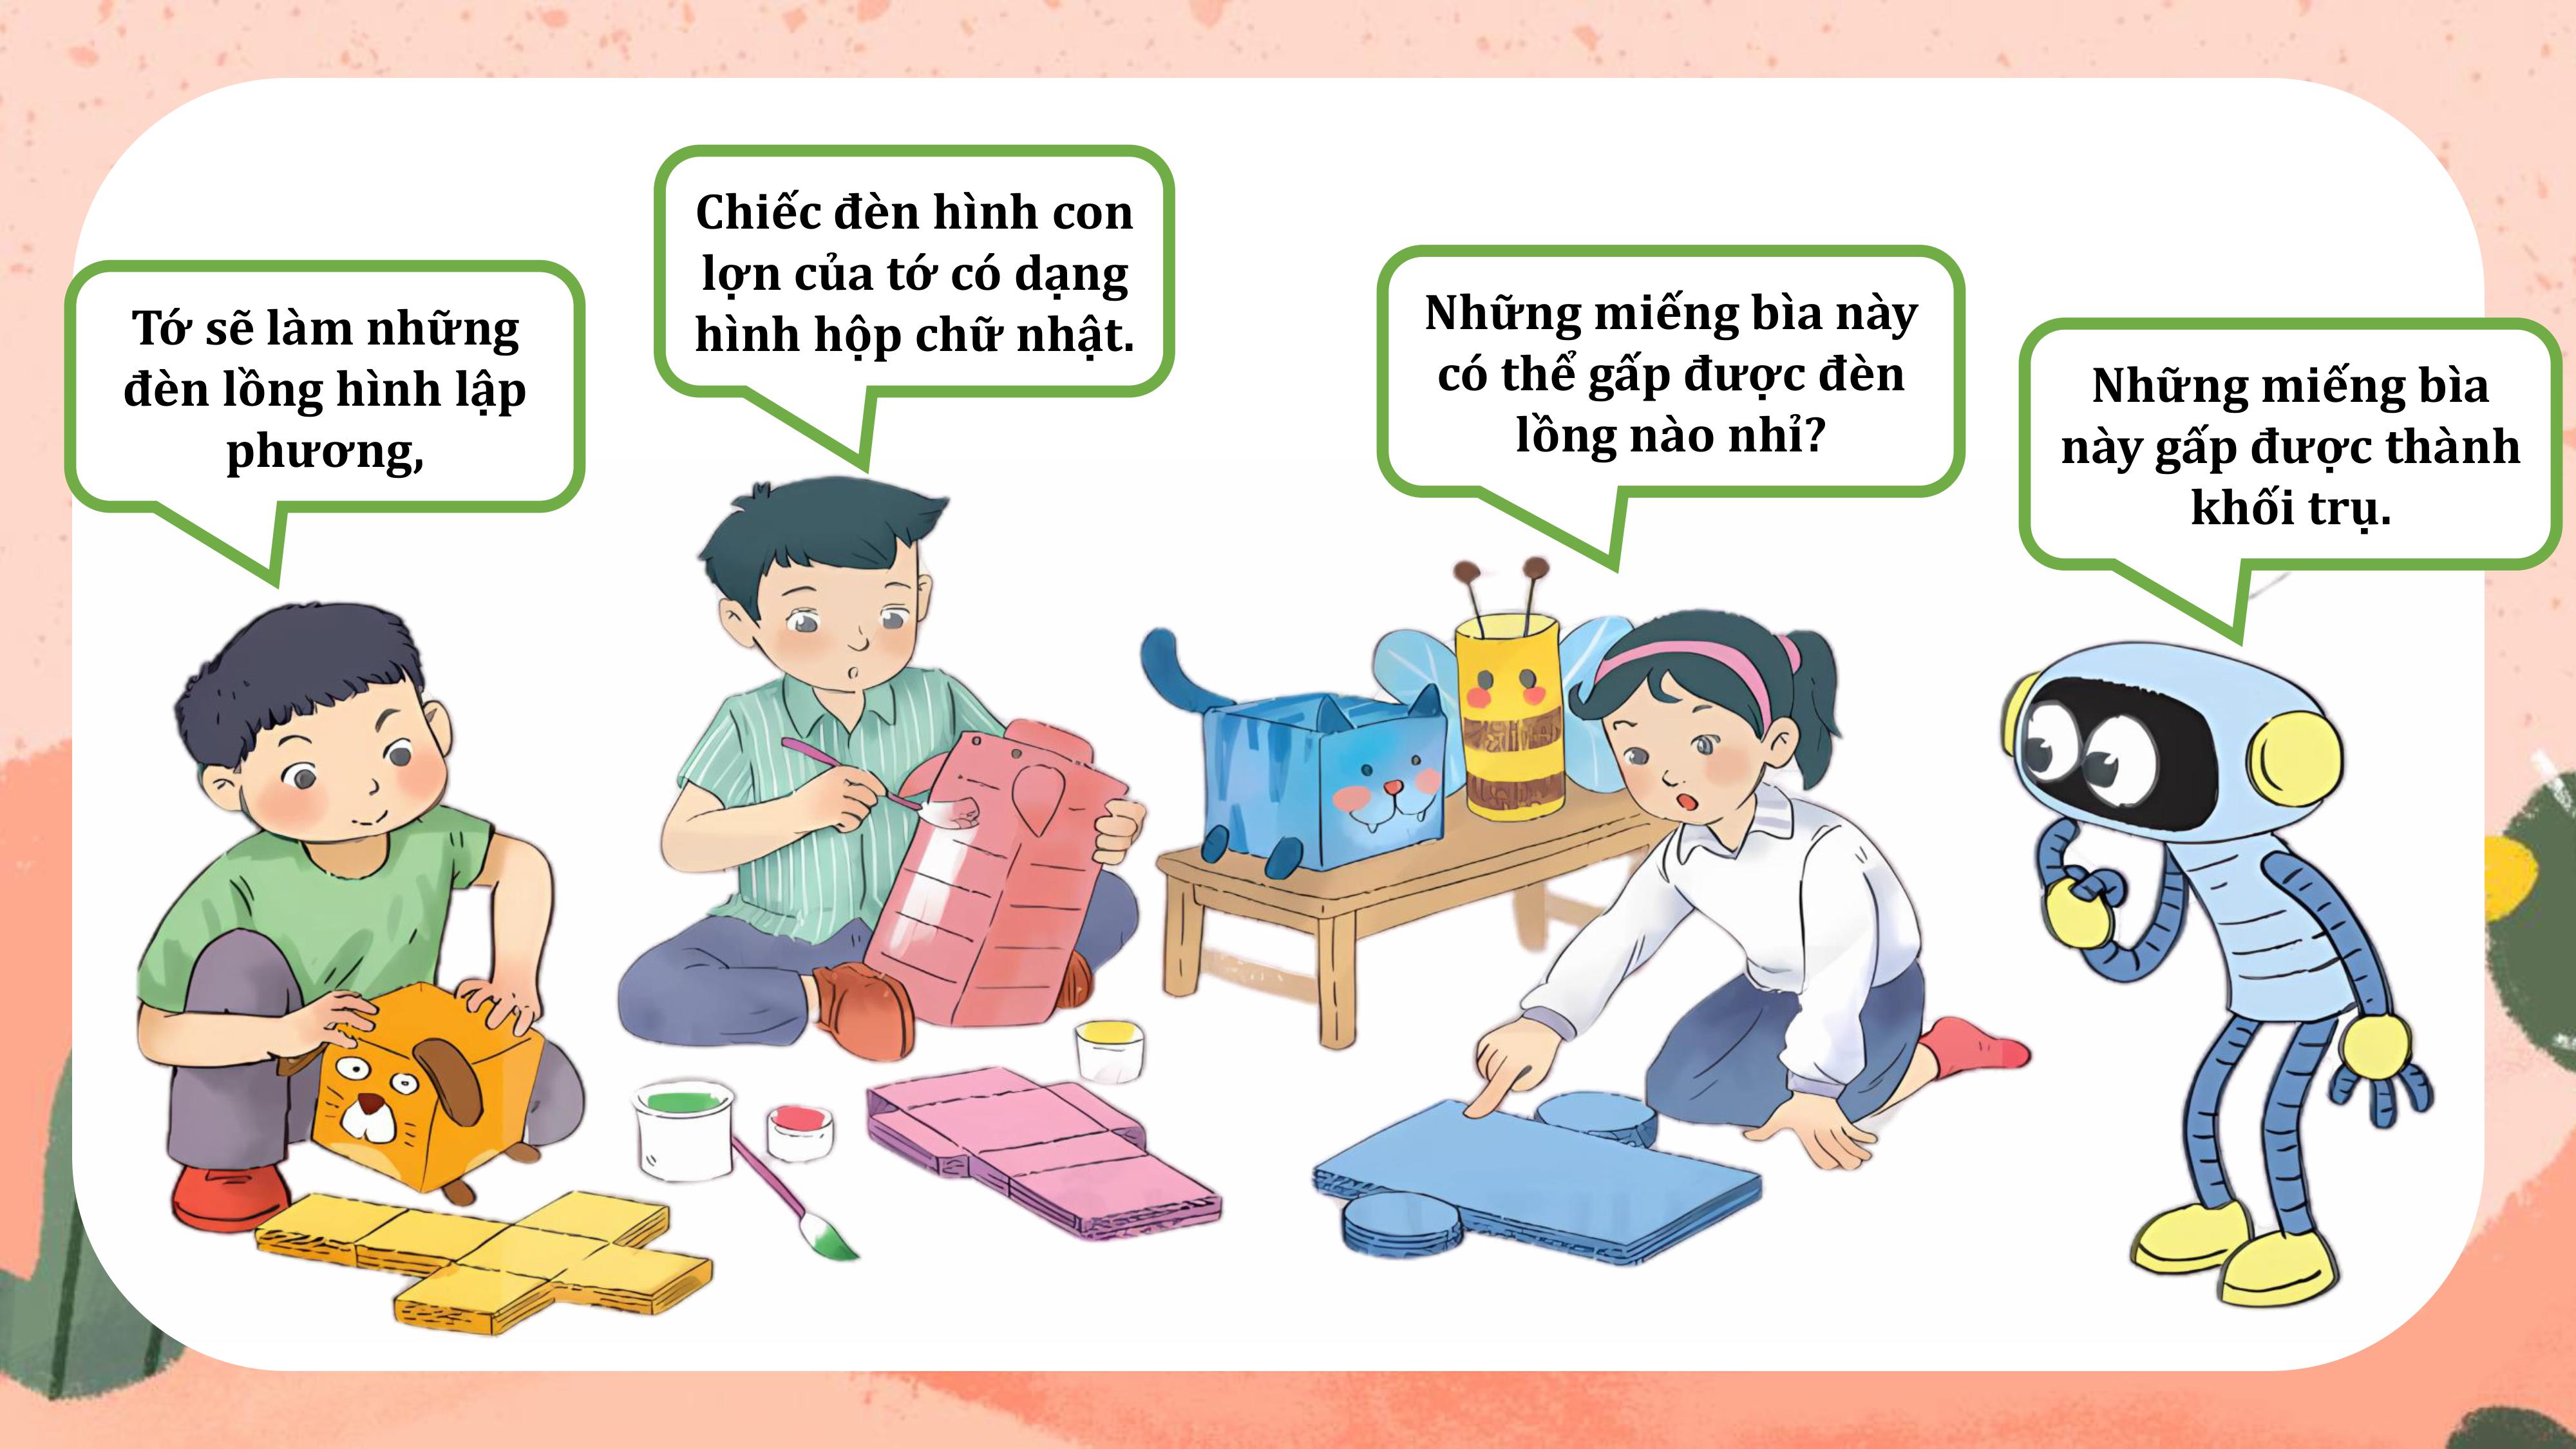 Tớ sẽ làm những
đèn lồng hình lập
phương,
Chiếc đèn hình con
lợn của tớ có dạng
hình hộp chữ nhật.
Những miếng bìa này
có thể gấp được đèn
lồng nào nhỉ?
Những miếng bìa
này gấp được thành
khối trụ.